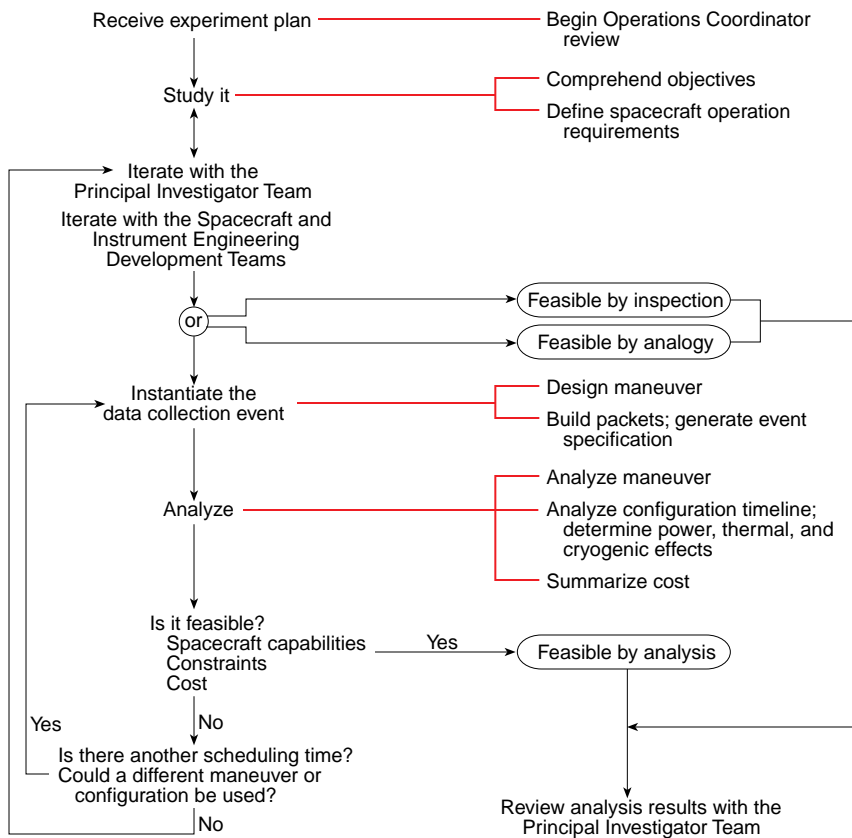 Receive experiment plan
Begin Operations Coordinator
review
Study it
Comprehend objectives
Define spacecraft operation
requirements
Iterate with the
Principal Investigator Team
Iterate with the Spacecraft and
Instrument Engineering
Development Teams
or
Feasible by inspection
Feasible by analogy
Instantiate the
data collection event
Design maneuver
Build packets; generate event
specification
Analyze
Analyze maneuver
Analyze configuration timeline;
determine power, thermal, and
cryogenic effects
Summarize cost
Is it feasible?
Spacecraft capabilities
Constraints
Cost
Yes
Feasible by analysis
No
Yes
Is there another scheduling time?
Could a different maneuver or
configuration be used?
No
Review analysis results with the
Principal Investigator Team